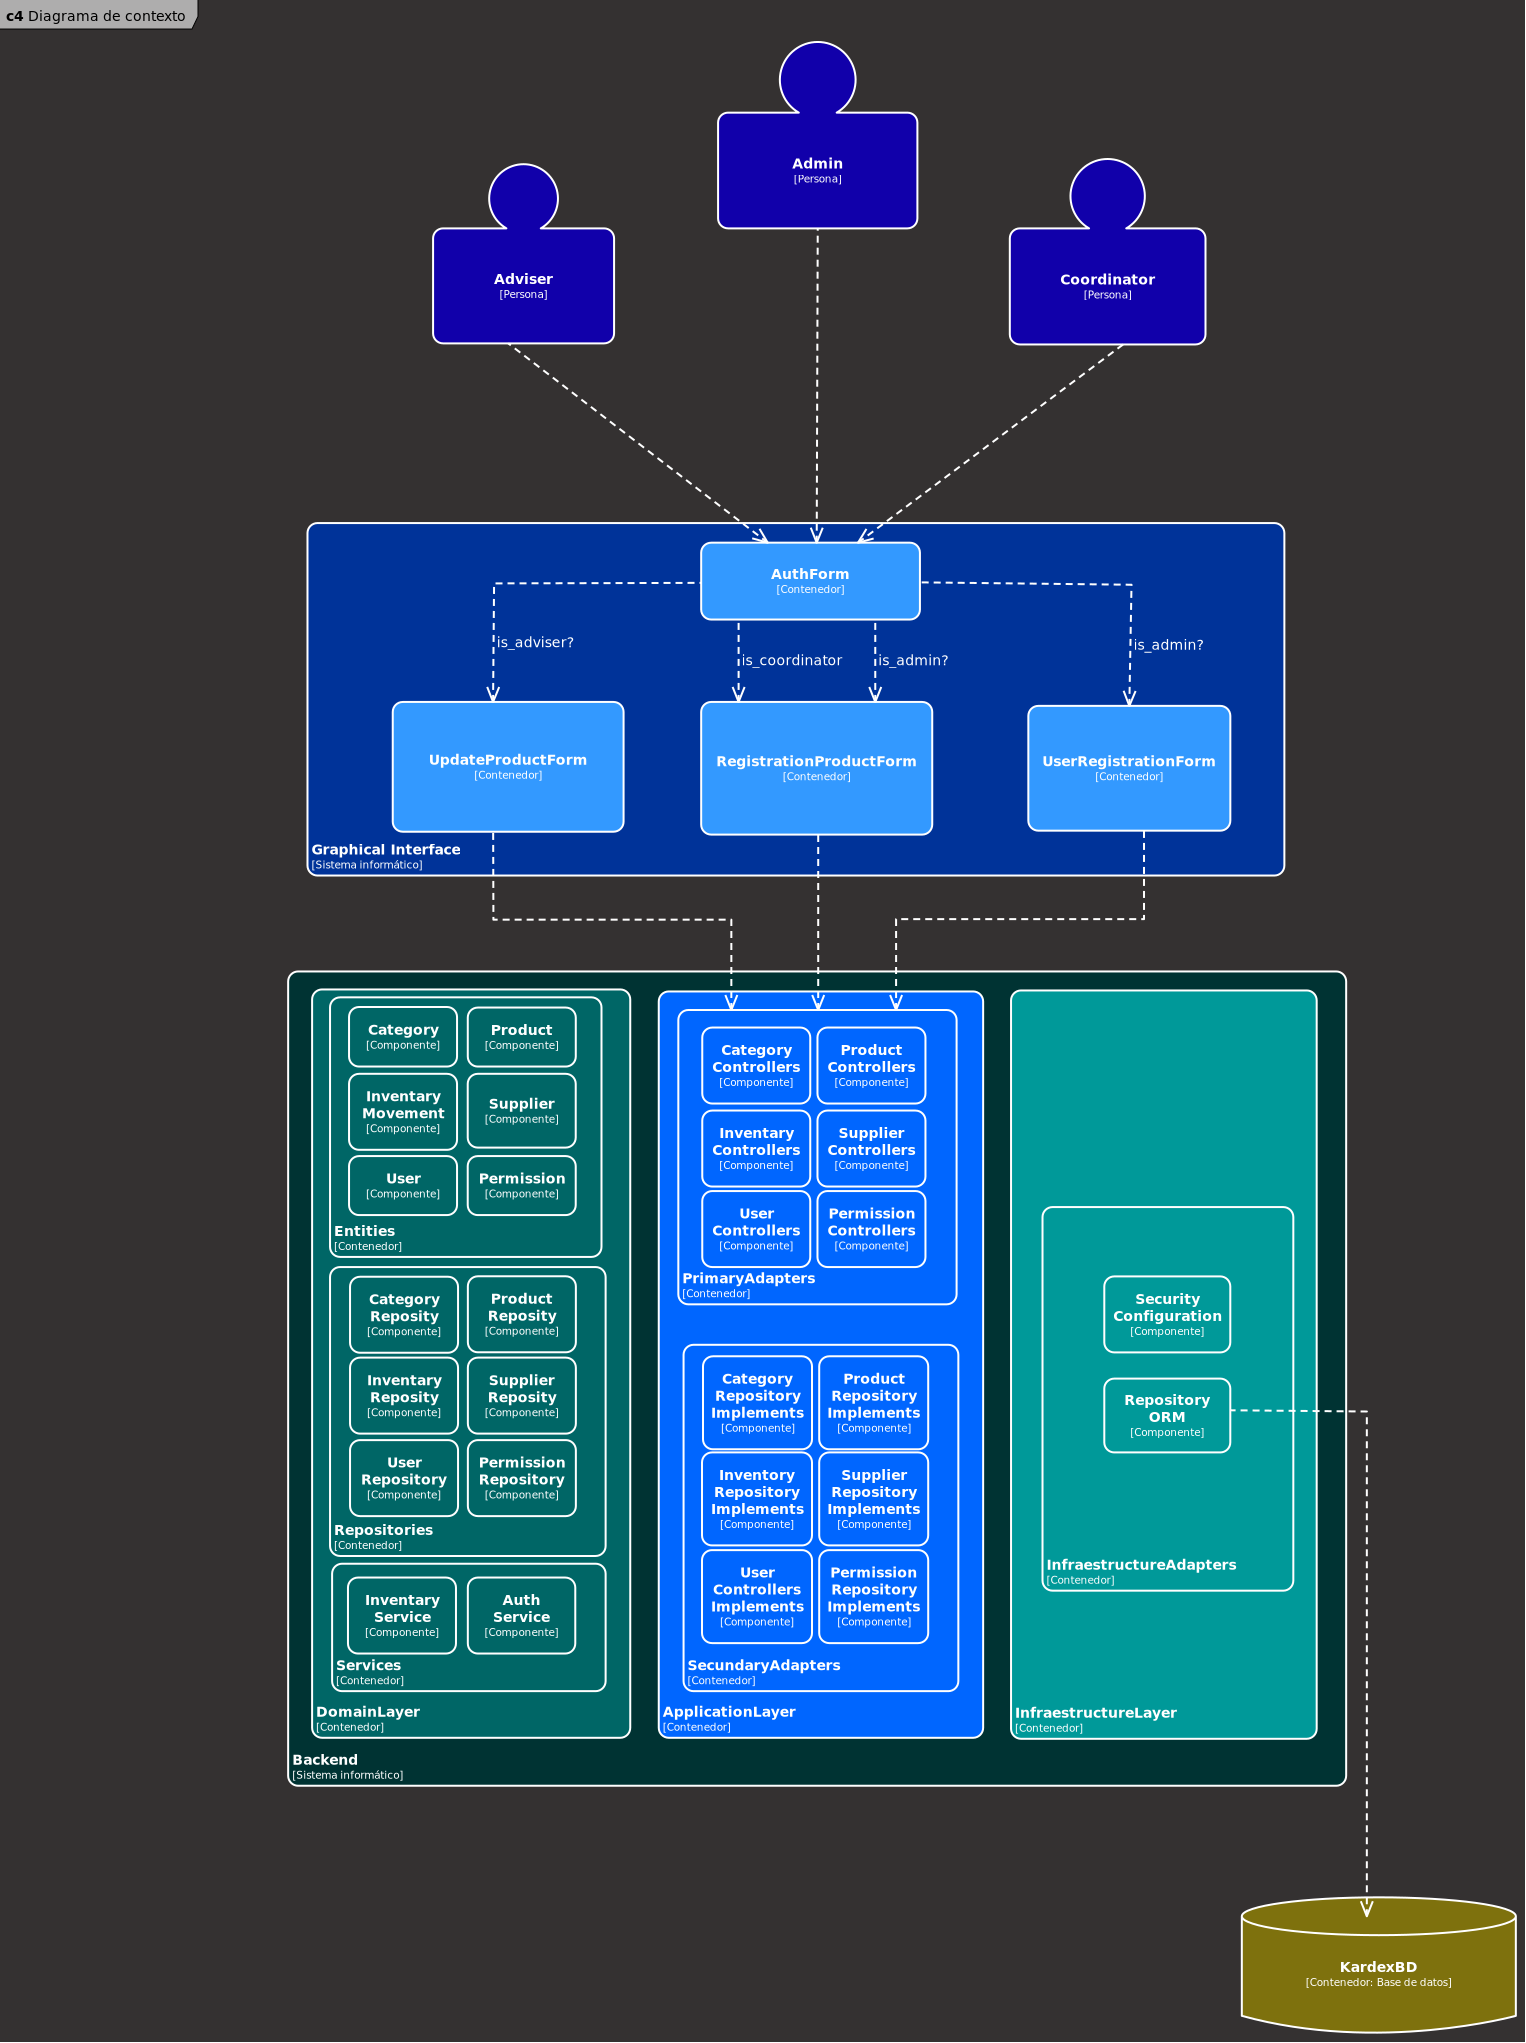 c4 Diagrama de contexto
Admin
[Persona]
Adviser
[Persona]
Coordinator
[Persona]
AuthForm
[Contenedor]
is_adviser?
is_coordinator
is_admin?
is_admin?
UpdateProductForm
[Contenedor]
RegistrationProductForm
[Contenedor]
UserRegistrationForm
[Contenedor]
Graphical Interface
[Sistema informático]
Category
[Componente]
Product
[Componente]
Inventary
Movement
[Componente]
Supplier
[Componente]
User
[Componente]
Permission
[Componente]
Entities
[Contenedor]
Category
Reposity
[Componente]
Product
Reposity
[Componente]
Inventary
Reposity
[Componente]
Supplier
Reposity
[Componente]
User
Repository
[Componente]
Permission
Repository
[Componente]
Repositories
[Contenedor]
Inventary
Service
[Componente]
Auth
Service
[Componente]
Services
[Contenedor]
DomainLayer
[Contenedor]
Category
Controllers
[Componente]
Product
Controllers
[Componente]
Inventary
Controllers
[Componente]
Supplier
Controllers
[Componente]
User
Controllers
[Componente]
Permission
Controllers
[Componente]
PrimaryAdapters
[Contenedor]
Category
Repository
Implements
[Componente]
Product
Repository
Implements
[Componente]
Inventory
Repository
Implements
[Componente]
Supplier
Repository
Implements
[Componente]
User
Controllers
Implements
[Componente]
Permission
Repository
Implements
[Componente]
SecundaryAdapters
[Contenedor]
ApplicationLayer
[Contenedor]
Security
Configuration
[Componente]
Repository
ORM
[Componente]
InfraestructureAdapters
[Contenedor]
InfraestructureLayer
[Contenedor]
Backend
[Sistema informático]
KardexBD
[Contenedor: Base de datos]